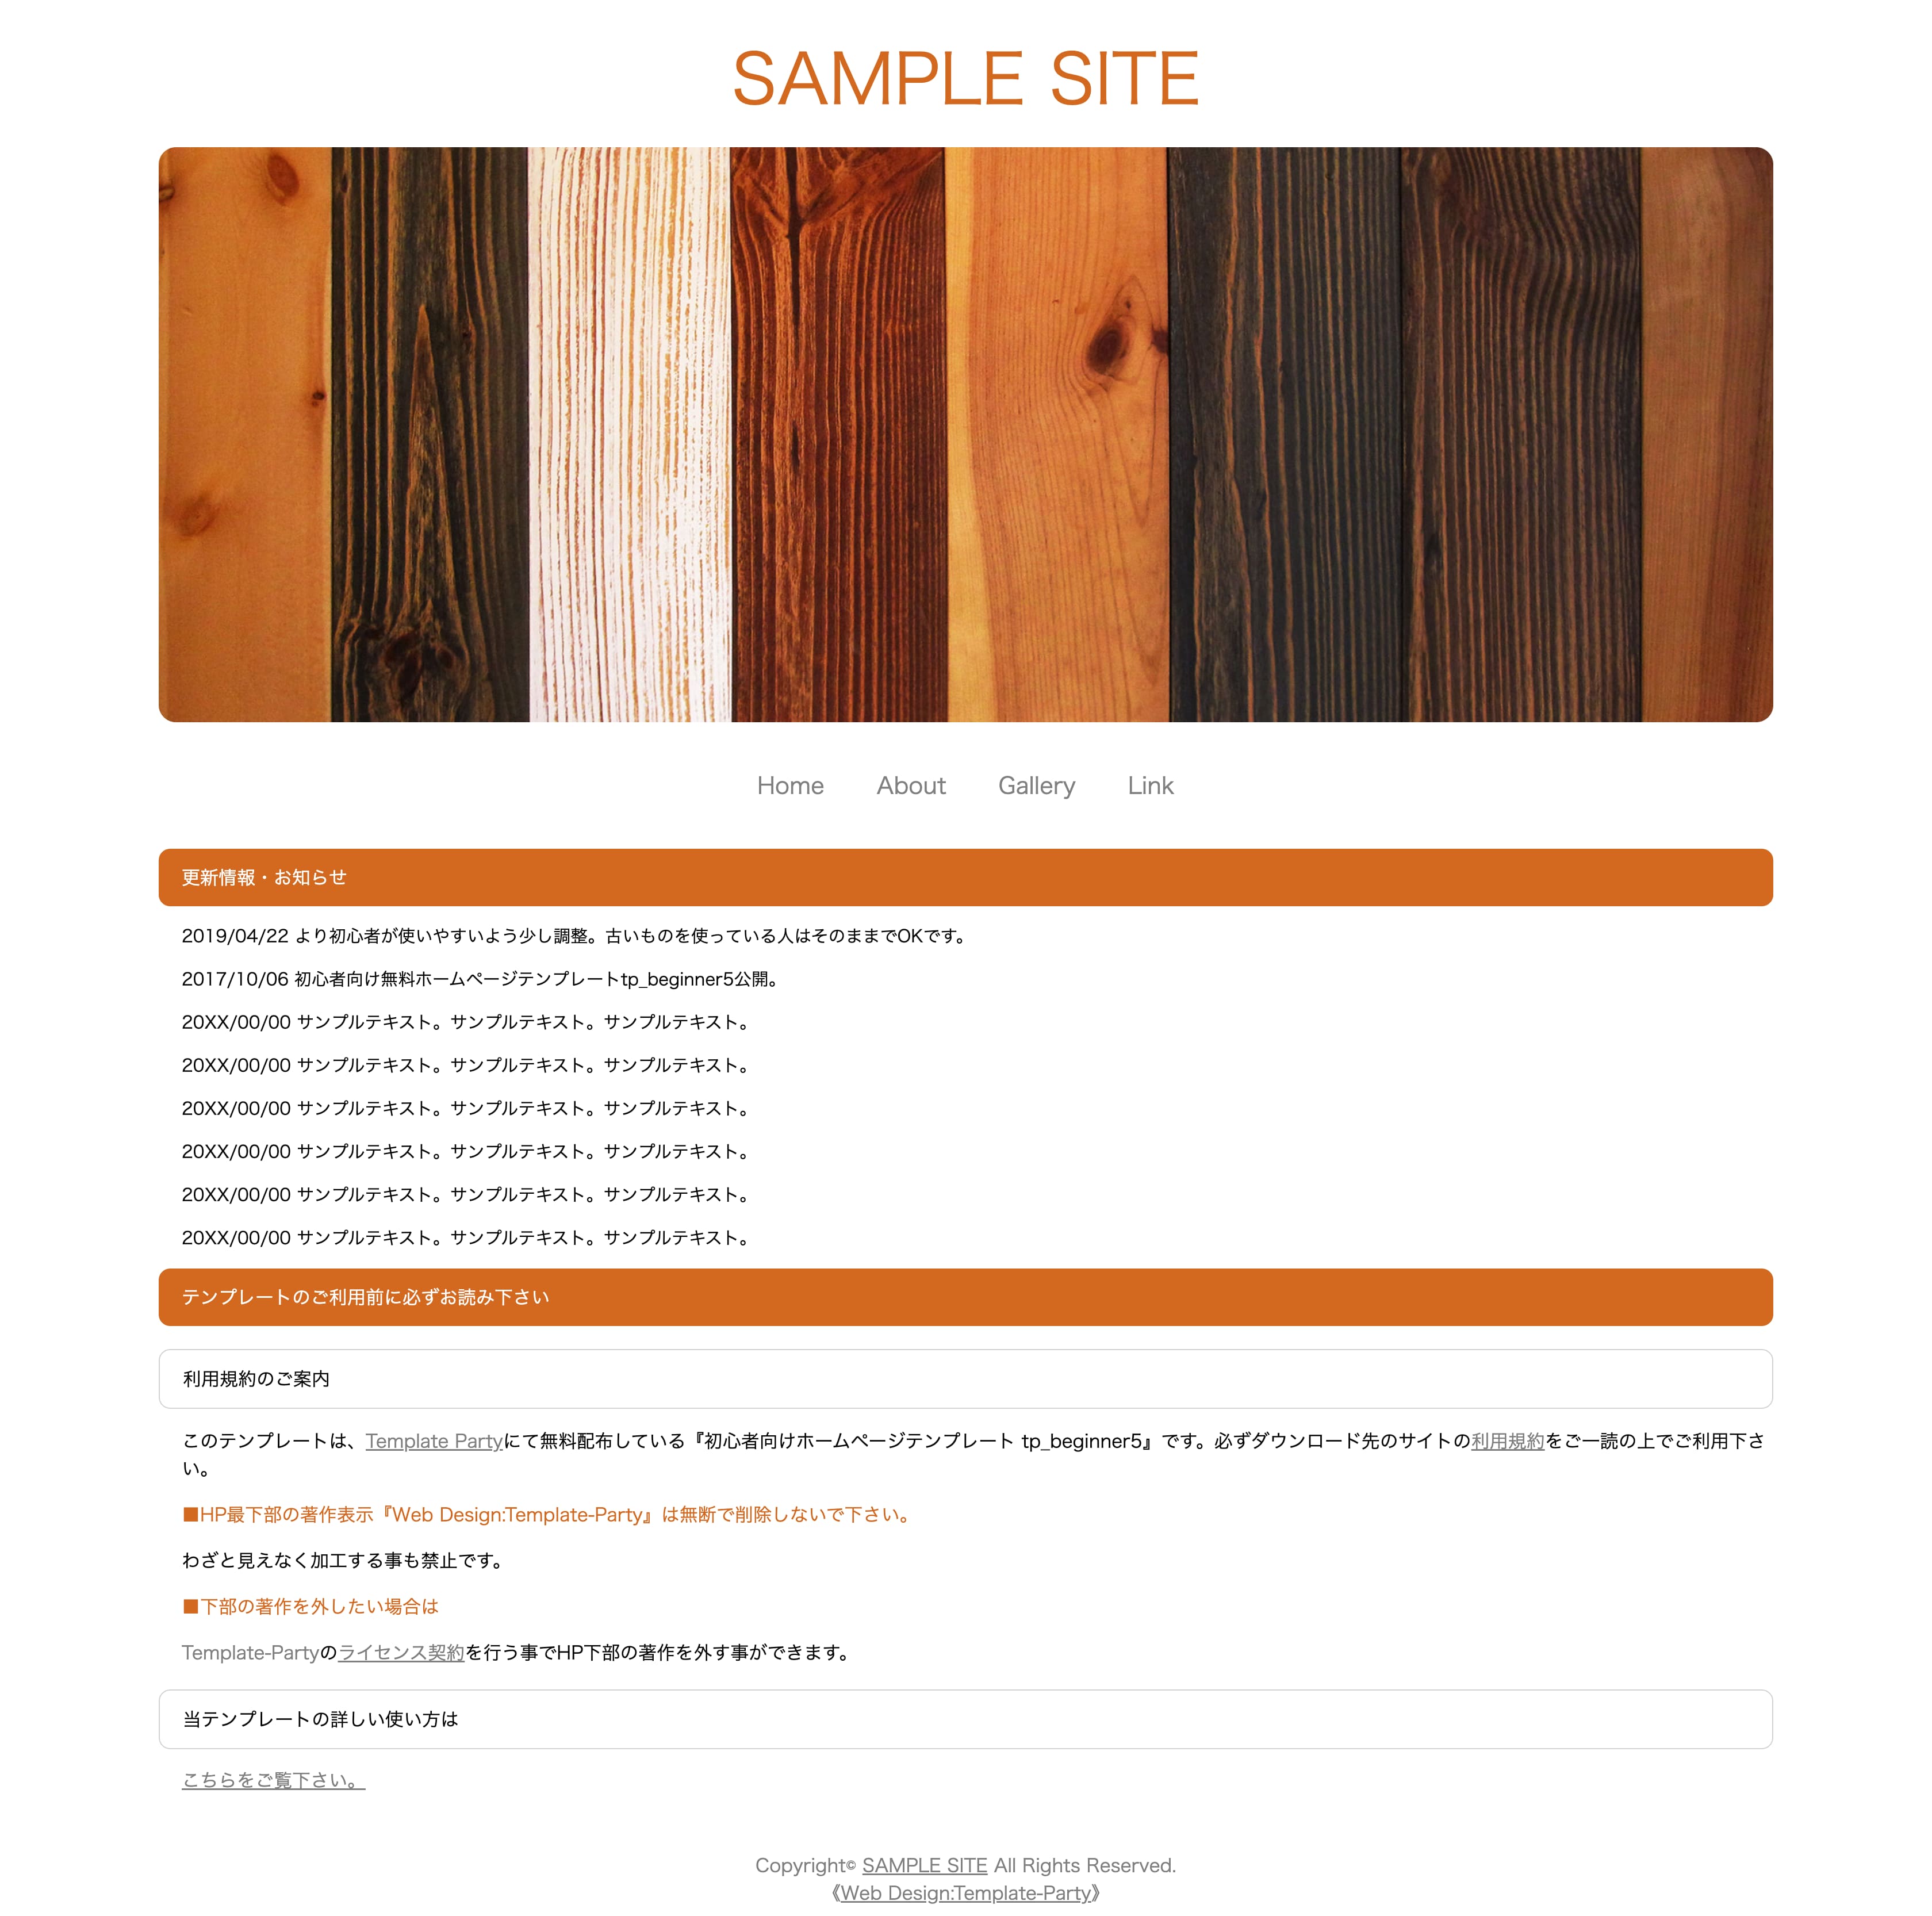 SAMPLE SITE
Home About Gallery Link
更新情報・お知らせ
2019/04/22 より初心者が使いやすいよう少し調整。古いものを使っている人はそのままでOKです。
2017/10/06 初心者向け無料ホームページテンプレートtp_beginner5公開。
20XX/00/00 サンプルテキスト。サンプルテキスト。サンプルテキスト。
20XX/00/00 サンプルテキスト。サンプルテキスト。サンプルテキスト。
20XX/00/00 サンプルテキスト。サンプルテキスト。サンプルテキスト。
20XX/00/00 サンプルテキスト。サンプルテキスト。サンプルテキスト。
20XX/00/00 サンプルテキスト。サンプルテキスト。サンプルテキスト。
20XX/00/00 サンプルテキスト。サンプルテキスト。サンプルテキスト。
テンプレートのご利用前に必ずお読み下さい
利用規約のご案内
このテンプレートは、Template Partyにて無料配布している『初心者向けホームページテンプレート tp_beginner5』です。必ずダウンロード先のサイトの利用規約をご一読の上でご利用下さ
い。
■HP最下部の著作表示『Web Design:Template-Party』は無断で削除しないで下さい。
わざと見えなく加工する事も禁止です。
■下部の著作を外したい場合は
Template-Partyのライセンス契約を行う事でHP下部の著作を外す事ができます。
当テンプレートの詳しい使い方は
こちらをご覧下さい。
Copyright© SAMPLE SITE All Rights Reserved.
《Web Design:Template-Party》